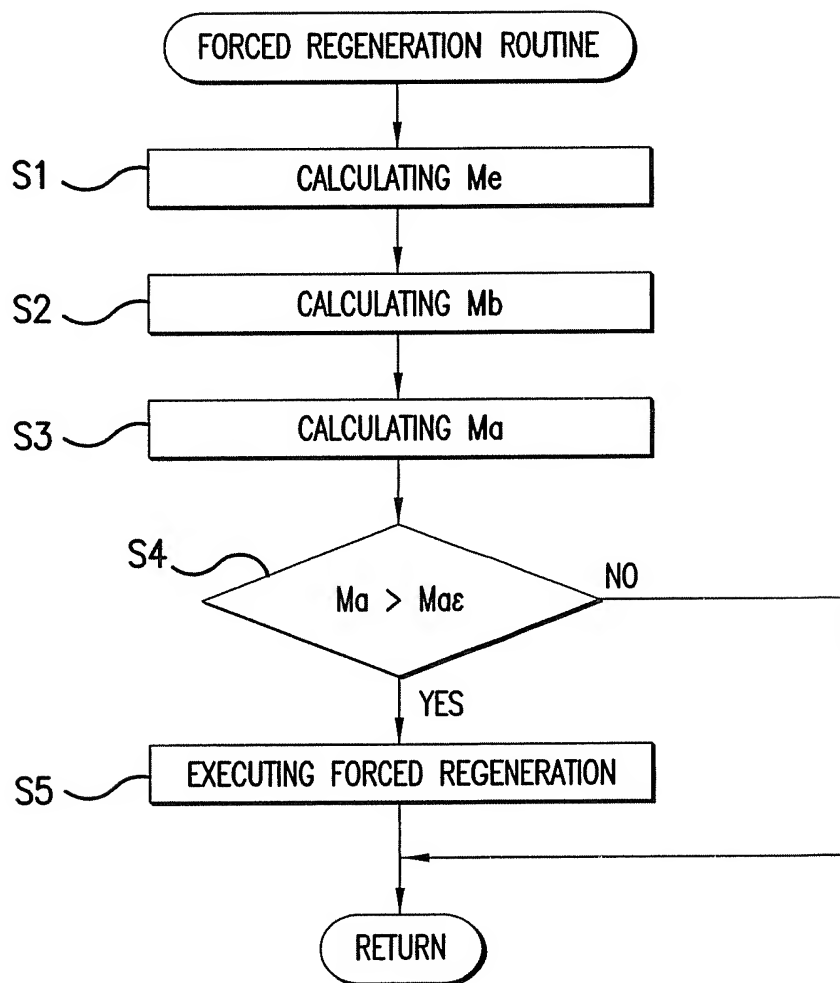 FORCED REGENERATION ROUTINE
S1
CALCULATING Me
S2
CALCULATING Mb
S3
CALCULATING Ma
S4
Ma > Maε
NO
YES
S5
EXECUTING FORCED REGENERATION
RETURN